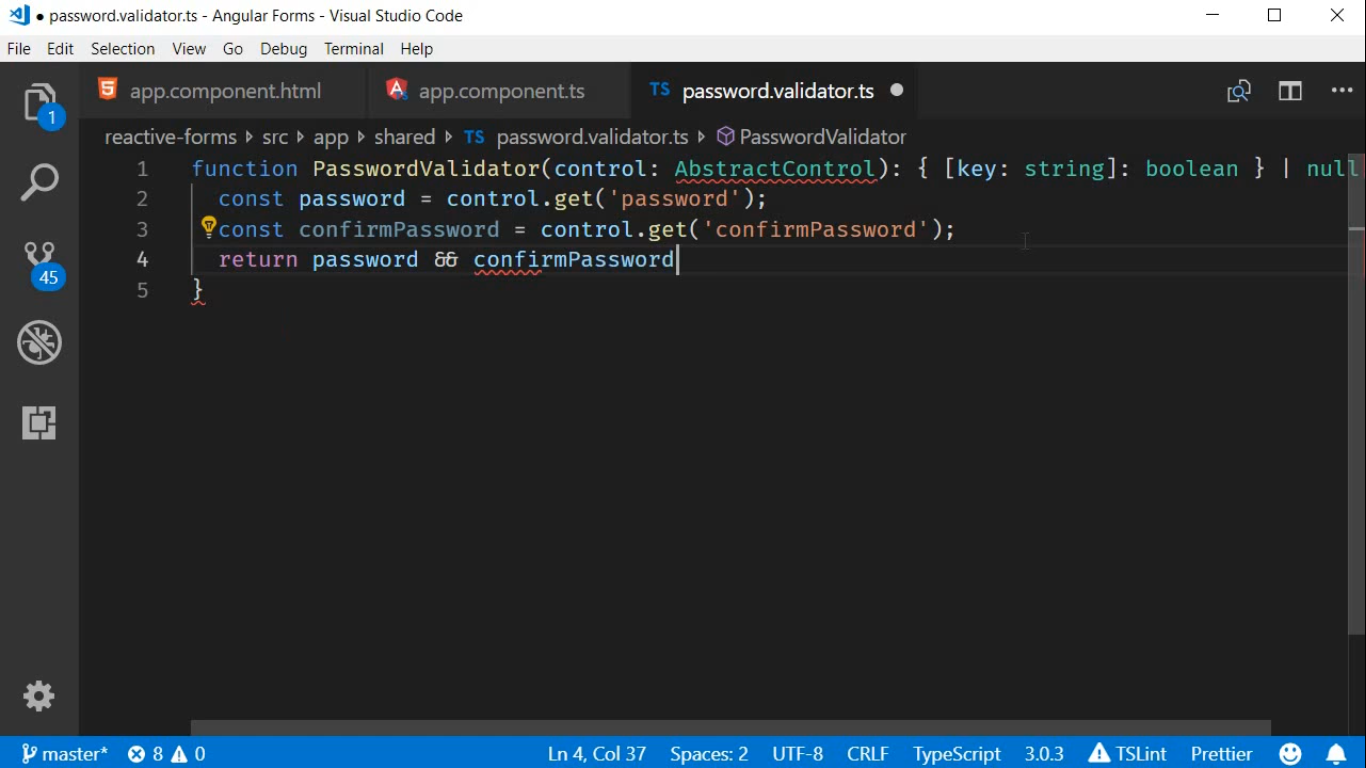 ● password.validator.ts - Angular Forms - Visual Studio Code
File Edit Selection View Go Debug Terminal Help
app.component.html app.component.ts TS password.validator.ts
1
reactive-forms src app shared TS password.validator.ts PasswordValidator
1 function PasswordValidator(control: AbstractControl): { [key: string]: boolean } | null
2 const password = control.get('password');
3 const confirmPassword = control.get('confirmPassword');
4 return password && confirmPassword
5 }
45
master* 8 0 Ln 4, Col 37 Spaces: 2 UTF-8 CRLF TypeScript 3.0.3 TSLint Prettier